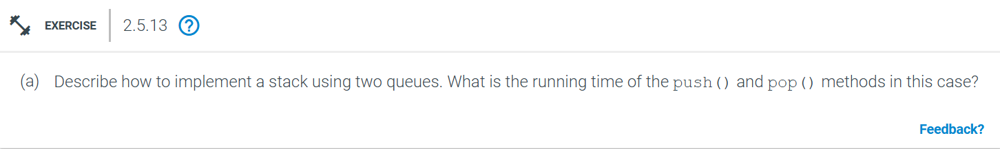 EXERCISE 2.5.13 ?
(a) Describe how to implement a stack using two queues. What is the running time of the push() and pop() methods in this case?
Feedback?